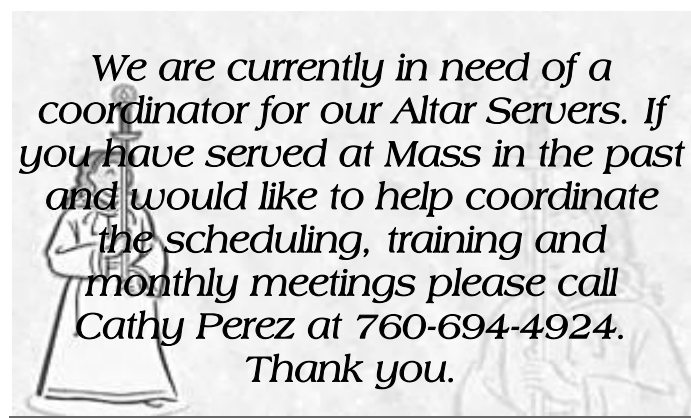 We are currently in need of a
coordinator for our Altar Servers. If
you have served at Mass in the past
and would like to help coordinate
the scheduling, training and
monthly meetings please call
Cathy Perez at 760-694-4924.
Thank you.